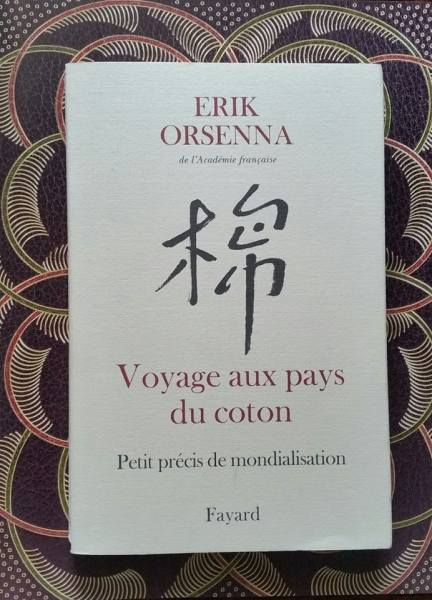 ERIK
ORSENNA
de l'Académie française
棉
Voyage aux pays
du coton
Petit précis de mondialisation
Fayard